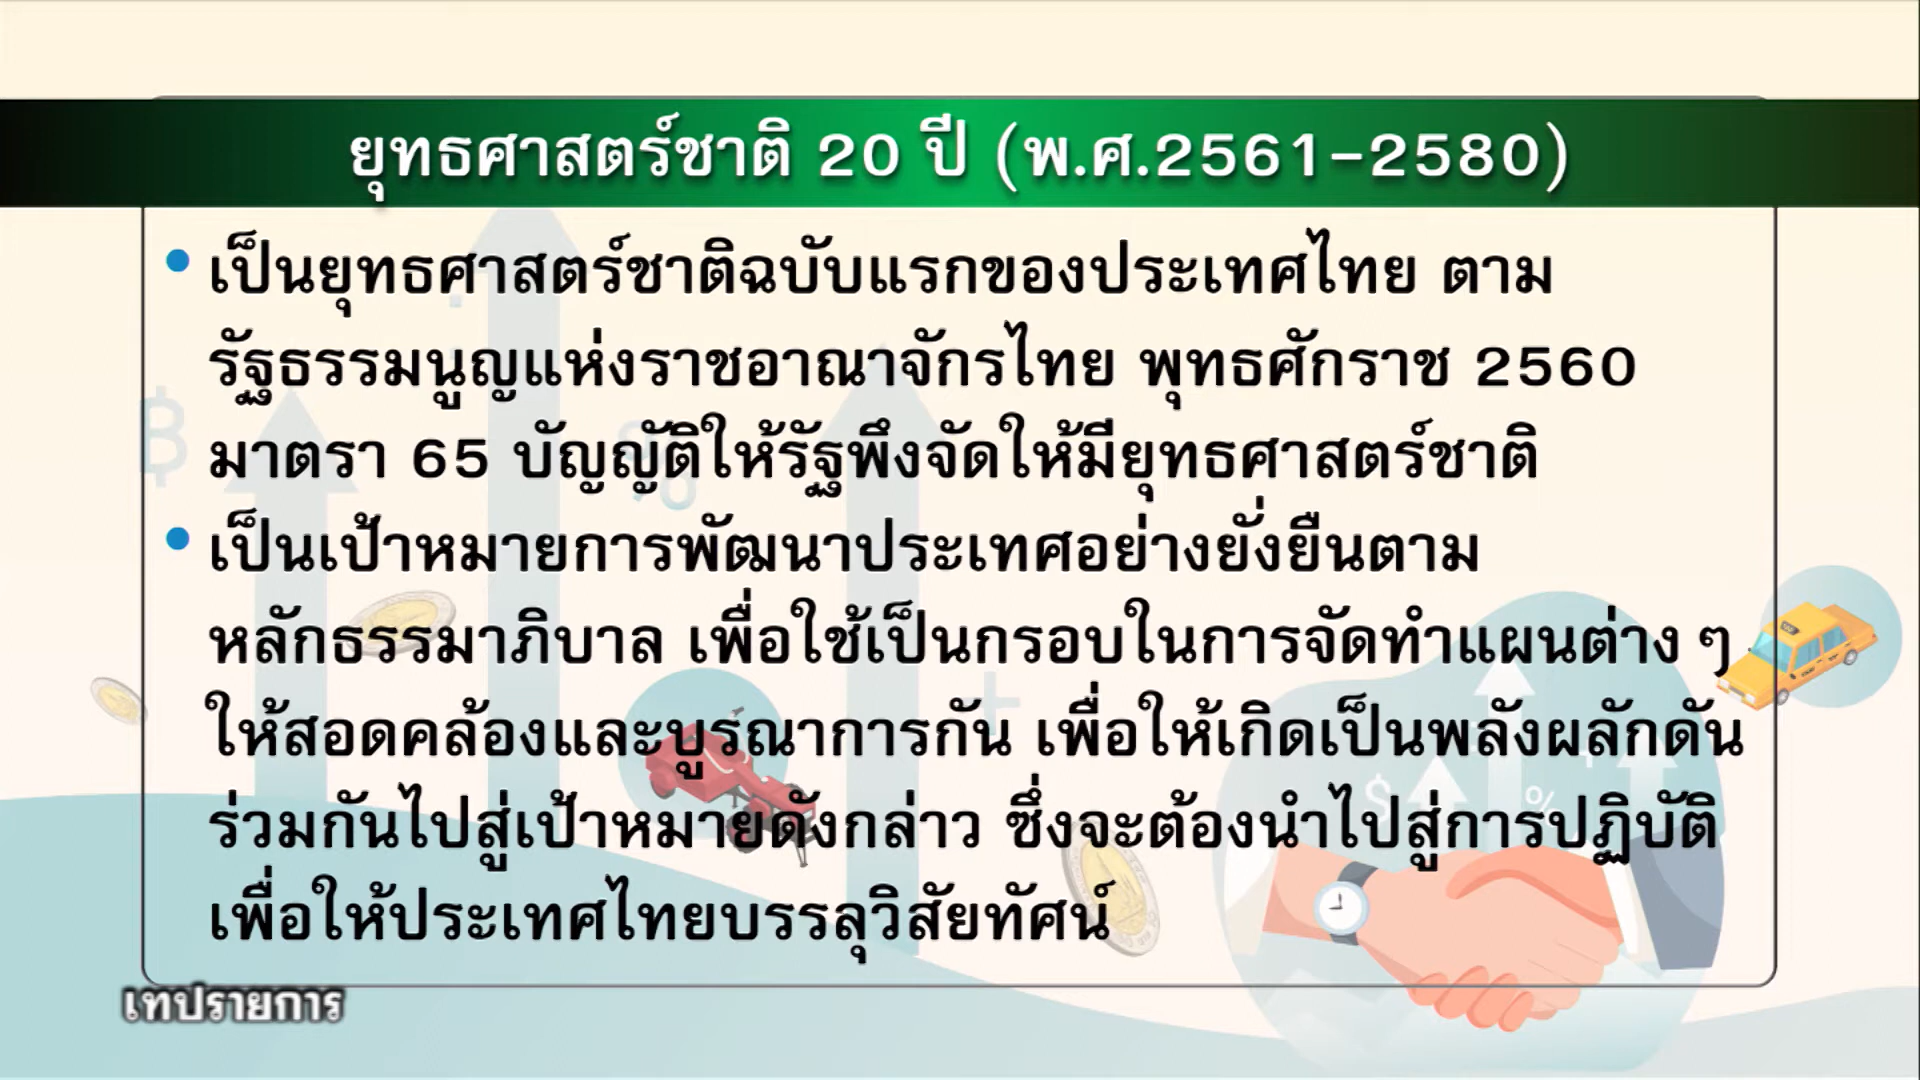 ยุทธศาสตร์ชาติ 20 ปี (พ.ศ.2561-2580)
• เป็นยุทธศาสตร์ชาติฉบับแรกของประเทศไทย ตาม
รัฐธรรมนูญแห่งราชอาณาจักรไทย พุทธศักราช 2560
มาตรา 65 บัญญัติให้รัฐพึงจัดให้มียุทธศาสตร์ชาติ
• เป็นเป้าหมายการพัฒนาประเทศอย่างยั่งยืนตาม
หลักธรรมาภิบาล เพื่อใช้เป็นกรอบในการจัดทำแผนต่าง ๆ
ให้สอดคล้องและบูรณาการกัน เพื่อให้เกิดเป็นพลังผลักดัน
ร่วมกันไปสู่เป้าหมายดังกล่าว ซึ่งจะต้องนำไปสู่การปฏิบัติ
เพื่อให้ประเทศไทยบรรลุวิสัยทัศน์
เทปรายการ